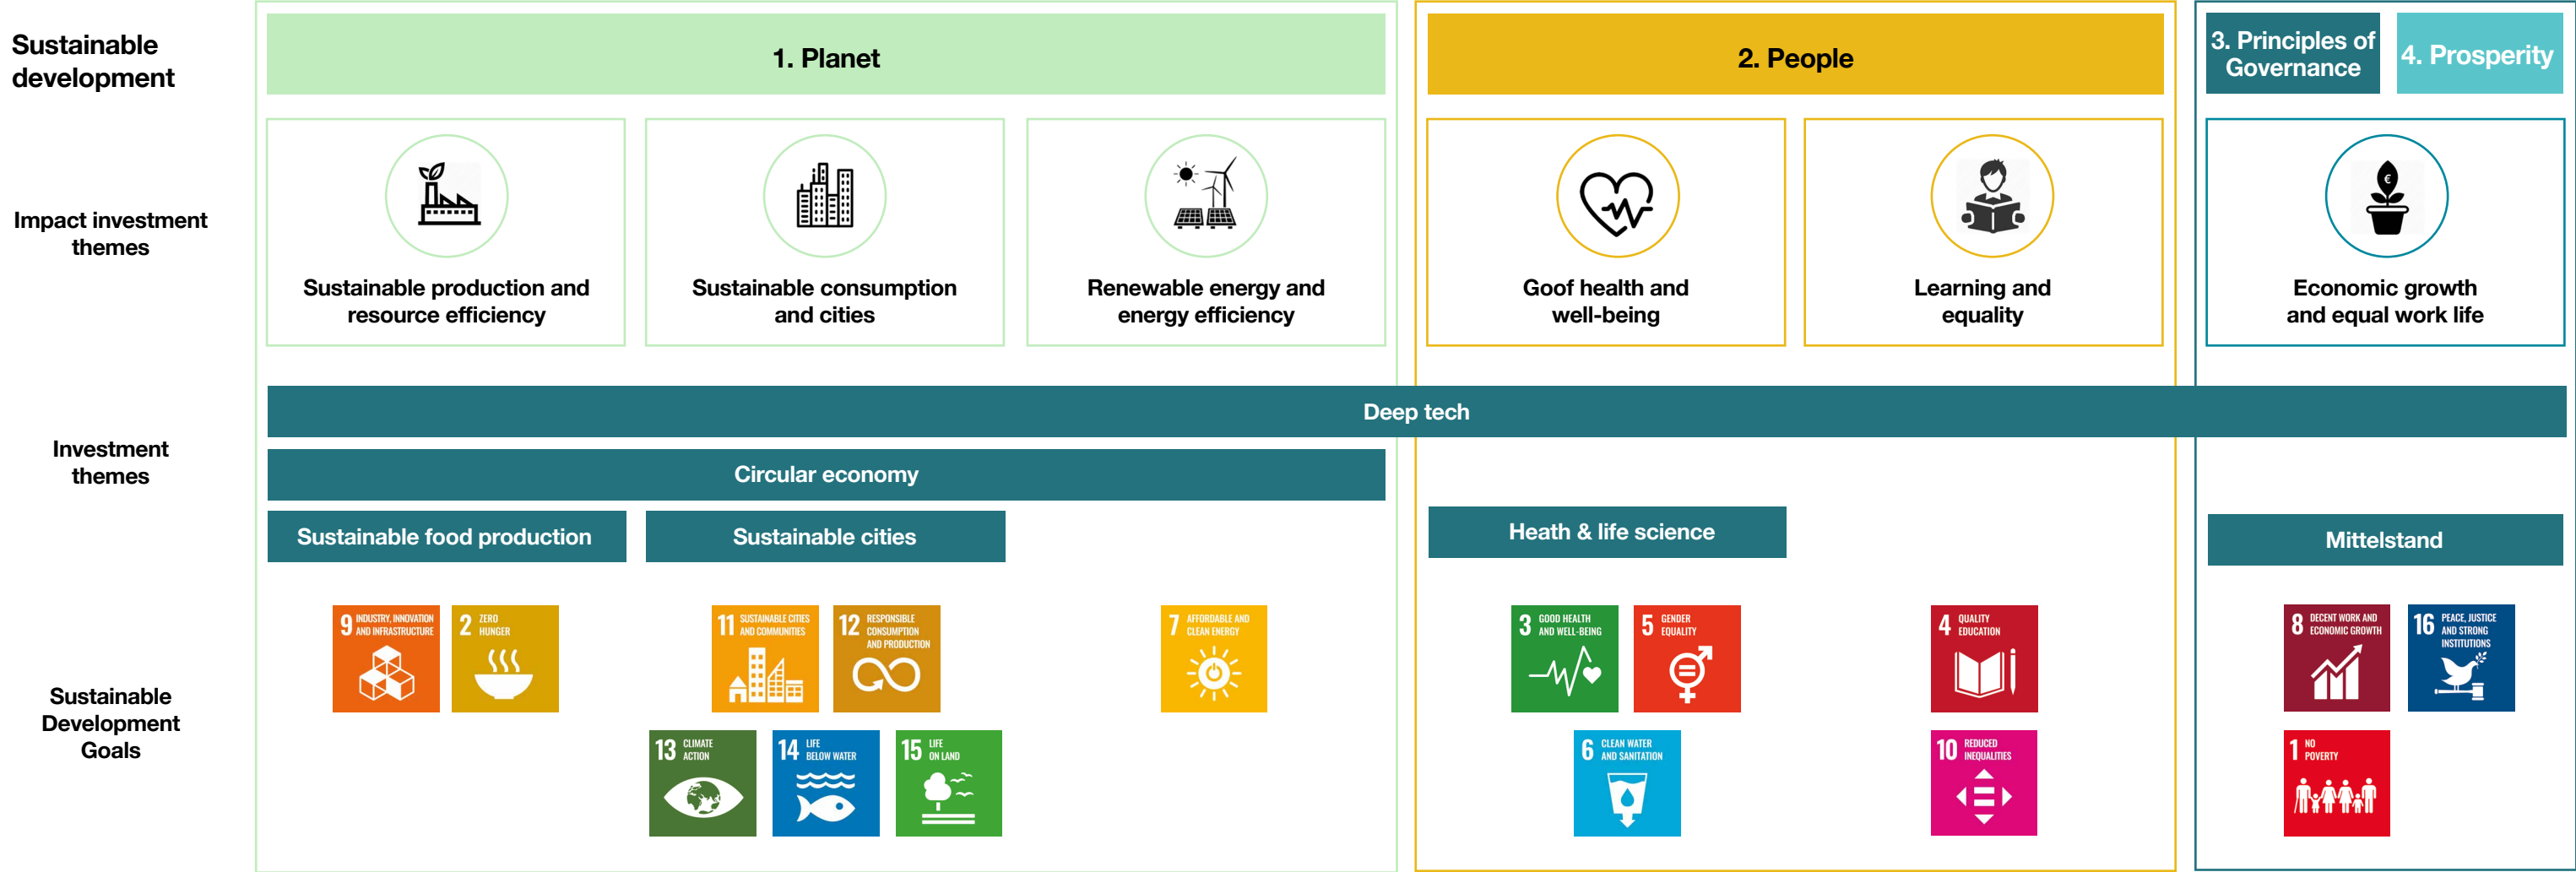 Sustainable
development
1. Planet
2. People
3. Principles of
Governance
4. Prosperity
Impact investment
themes
Sustainable production and
resource efficiency
Sustainable consumption
and cities
Renewable energy and
energy efficiency
Goof health and
well-being
Learning and
equality
€
Economic growth
and equal work life
Investment
themes
Deep tech
Circular economy
Sustainable food production
Sustainable cities
Heath & life science
Mittelstand
Sustainable
Development
Goals
9 INDUSTRY, INNOVATION
AND INFRASTRUCTURE
2 ZERO
HUNGER
11 SUSTAINABLE CITIES
AND COMMUNITIES
12 RESPONSIBLE
CONSUMPTION
AND PRODUCTION
7 AFFORDABLE AND
CLEAN ENERGY
3 GOOD HEALTH
AND WELL-BEING
5 GENDER
EQUALITY
4 QUALITY
EDUCATION
8 DECENT WORK AND
ECONOMIC GROWTH
16 PEACE, JUSTICE
AND STRONG
INSTITUTIONS
13 CLIMATE
ACTION
14 LIFE
BELOW WATER
15 LIFE
ON LAND
6 CLEAN WATER
AND SANITATION
10 REDUCED
INEQUALITIES
1 NO
POVERTY